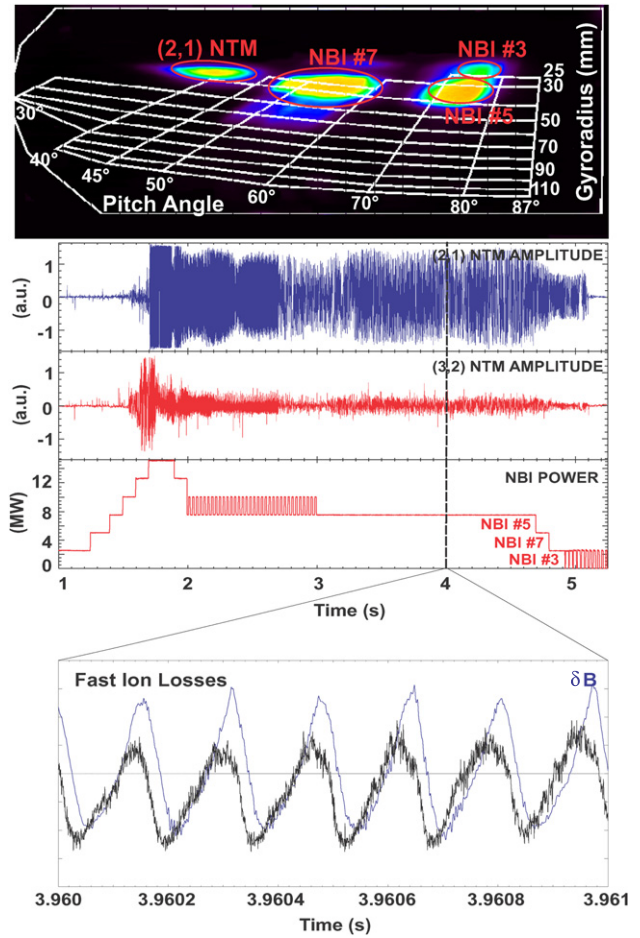 (2,1) NTM
NBI #7
NBI #3
NBI #5
Gyroradius (mm)
25
30
50
70
90
110
30°
40°
45°
50°
60°
70°
80°
87°
Pitch Angle
(2,1) NTM AMPLITUDE
(a.u.)
1
0
-1
(3,2) NTM AMPLITUDE
(a.u.)
1
0
-1
NBI POWER
(MW)
12
8
4
0
NBI #5
NBI #7
NBI #3
1 2 3 4 5
Time (s)
Fast Ion Losses δB
3.960 3.9602 3.9604 3.9606 3.9608 3.961
Time (s)